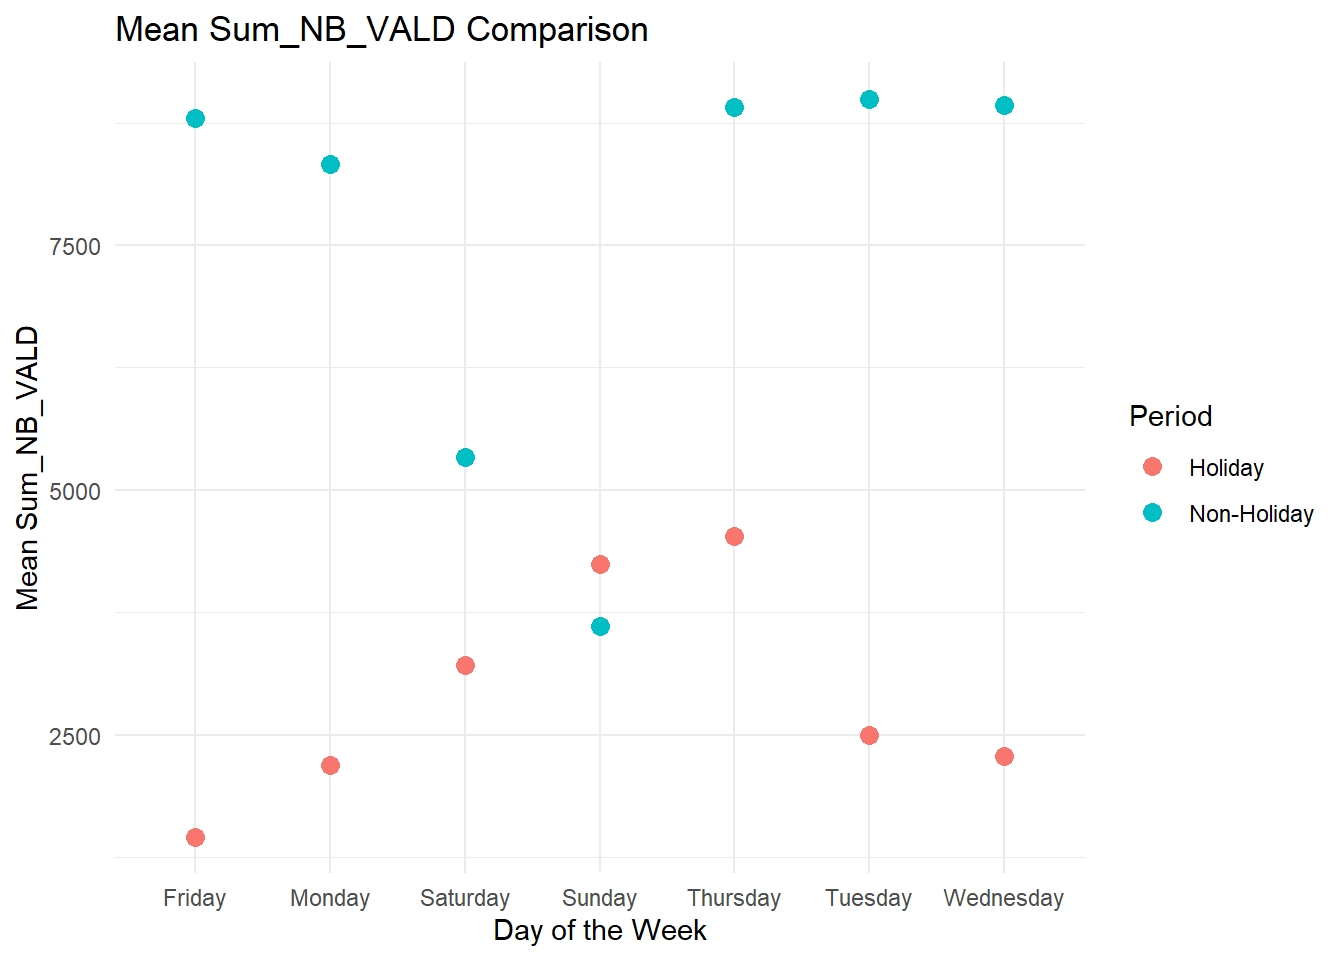 Mean Sum_NB_VALD Comparison
Mean Sum_NB_VALD
7500
5000
2500
Friday Monday Saturday Sunday Thursday Tuesday Wednesday
Day of the Week
Period
Holiday
Non-Holiday